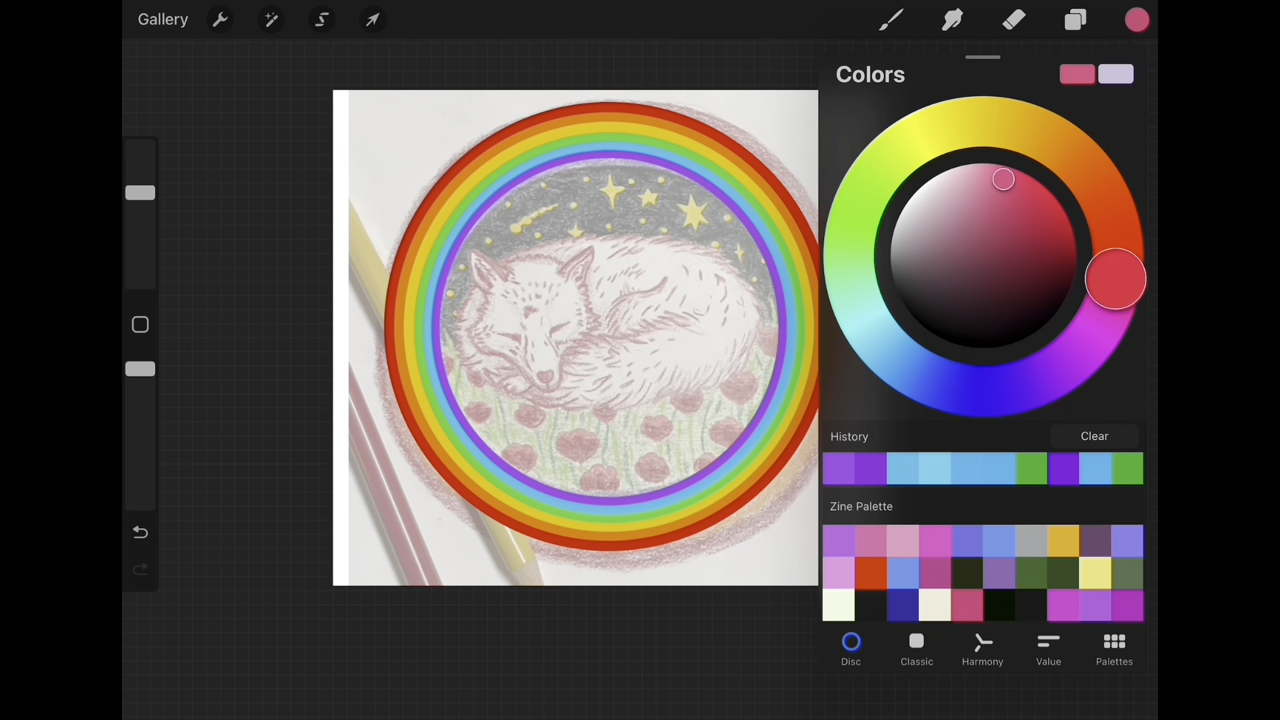 Gallery
Colors
History
Clear
Zine Palette
Disc
Classic
Harmony
Value
Palettes